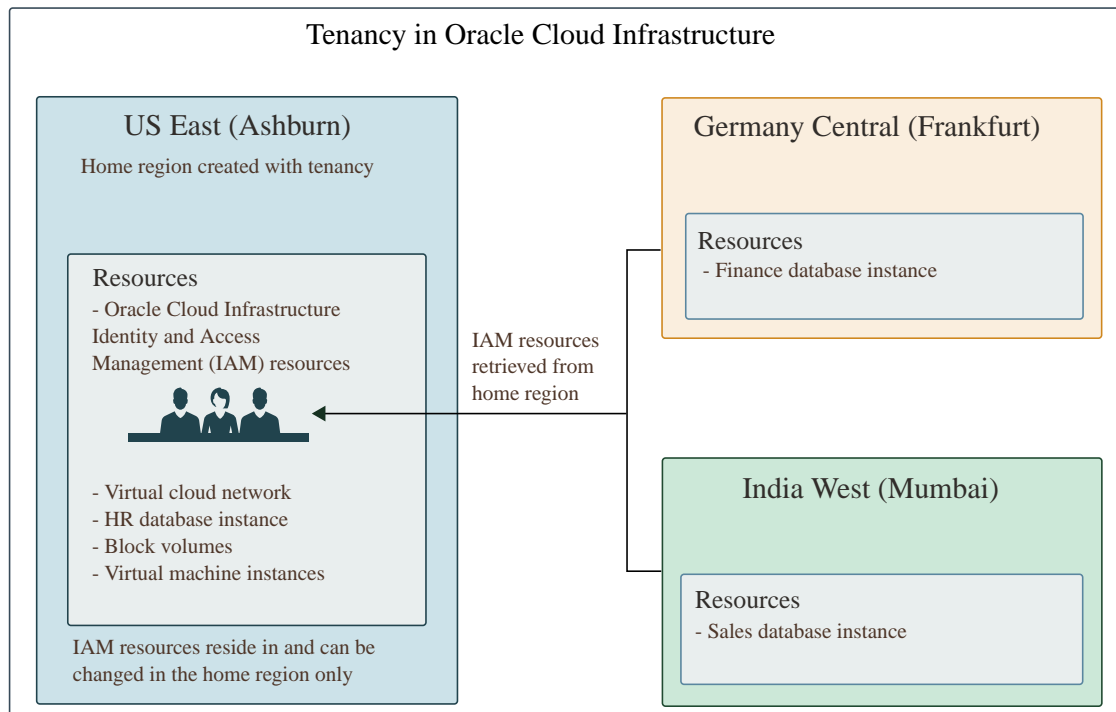 Tenancy in Oracle Cloud Infrastructure
US East (Ashburn)
Home region created with tenancy
Resources
- Oracle Cloud Infrastructure
Identity and Access
Management (IAM) resources
- Virtual cloud network
- HR database instance
- Block volumes
- Virtual machine instances
IAM resources reside in and can be
changed in the home region only
IAM resources
retrieved from
home region
Germany Central (Frankfurt)
Resources
- Finance database instance
India West (Mumbai)
Resources
- Sales database instance